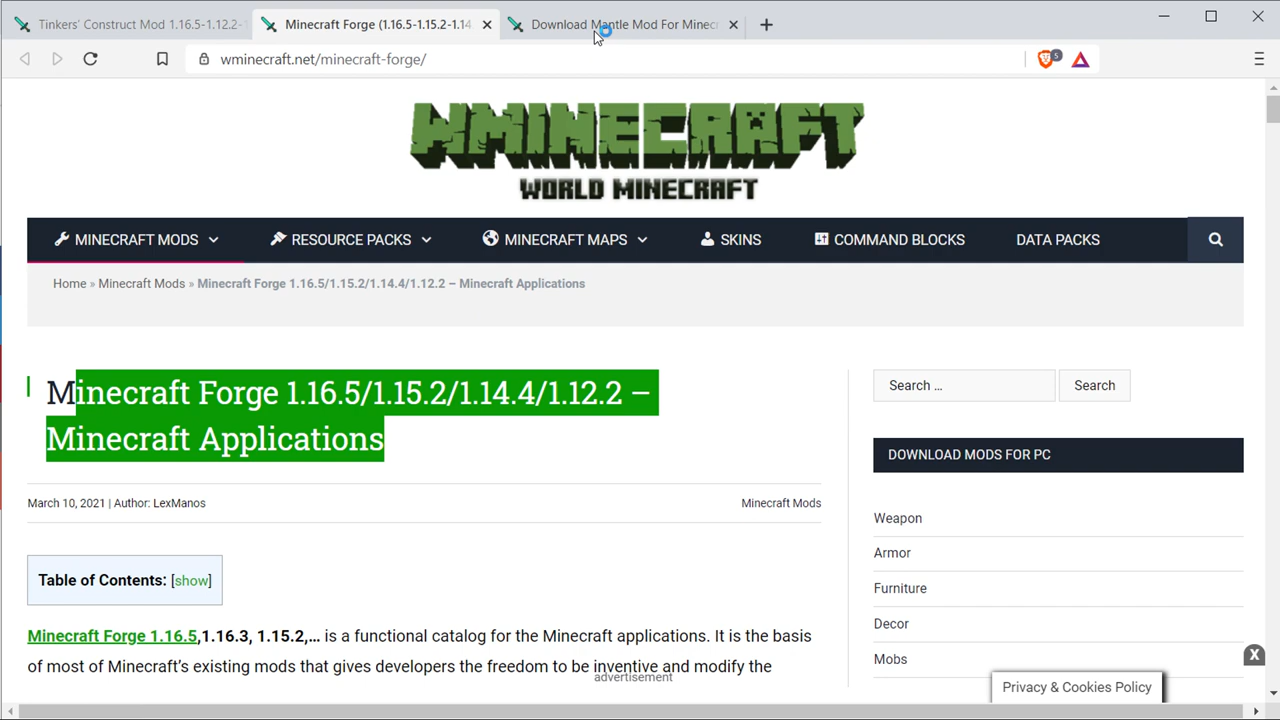 Tinkers' Construct Mod 1.16.5-1.12.2-
Minecraft Forge (1.16.5-1.15.2-1.14
Download Mantle Mod For Minecr
wminecraft.net/minecraft-forge/
5
WMINECRAFT
WORLD MINECRAFT
MINECRAFT MODS
RESOURCE PACKS
MINECRAFT MAPS
SKINS
COMMAND BLOCKS
DATA PACKS
Home » Minecraft Mods » Minecraft Forge 1.16.5/1.15.2/1.14.4/1.12.2 – Minecraft Applications
Minecraft Forge 1.16.5/1.15.2/1.14.4/1.12.2 –
Minecraft Applications
March 10, 2021 | Author: LexManos
Minecraft Mods
Table of Contents: [show]
Minecraft Forge 1.16.5,1.16.3, 1.15.2,... is a functional catalog for the Minecraft applications. It is the basis
of most of Minecraft's existing mods that gives developers the freedom to be inventive and modify the
advertisement
Search ...
Search
DOWNLOAD MODS FOR PC
Weapon
Armor
Furniture
Decor
Mobs
X
Privacy & Cookies Policy